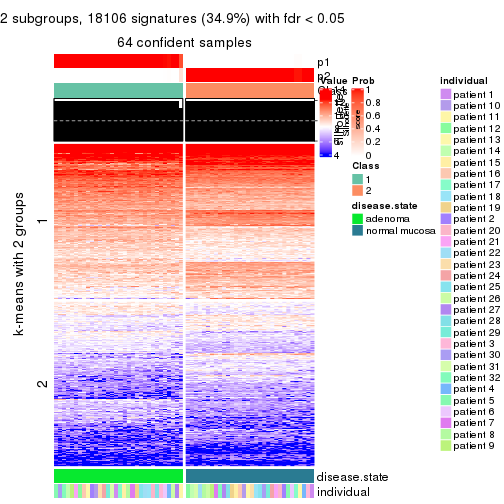 2 subgroups, 18106 signatures (34.9%) with fdr < 0.05
64 confident samples
p1
p2
Class
Silhouette
score
Value
4
Prob
1
0.8
0.6
0.4
0.2
0
Class
1
2
disease.state
adenoma
normal mucosa
individual
patient 1
patient 10
patient 11
patient 12
patient 13
patient 14
patient 15
patient 16
patient 17
patient 18
patient 19
patient 2
patient 20
patient 21
patient 22
patient 23
patient 24
patient 25
patient 26
patient 27
patient 28
patient 29
patient 3
patient 30
patient 31
patient 32
patient 4
patient 5
patient 6
patient 7
patient 8
patient 9
k-means with 2 groups
1
2
disease.state
individual